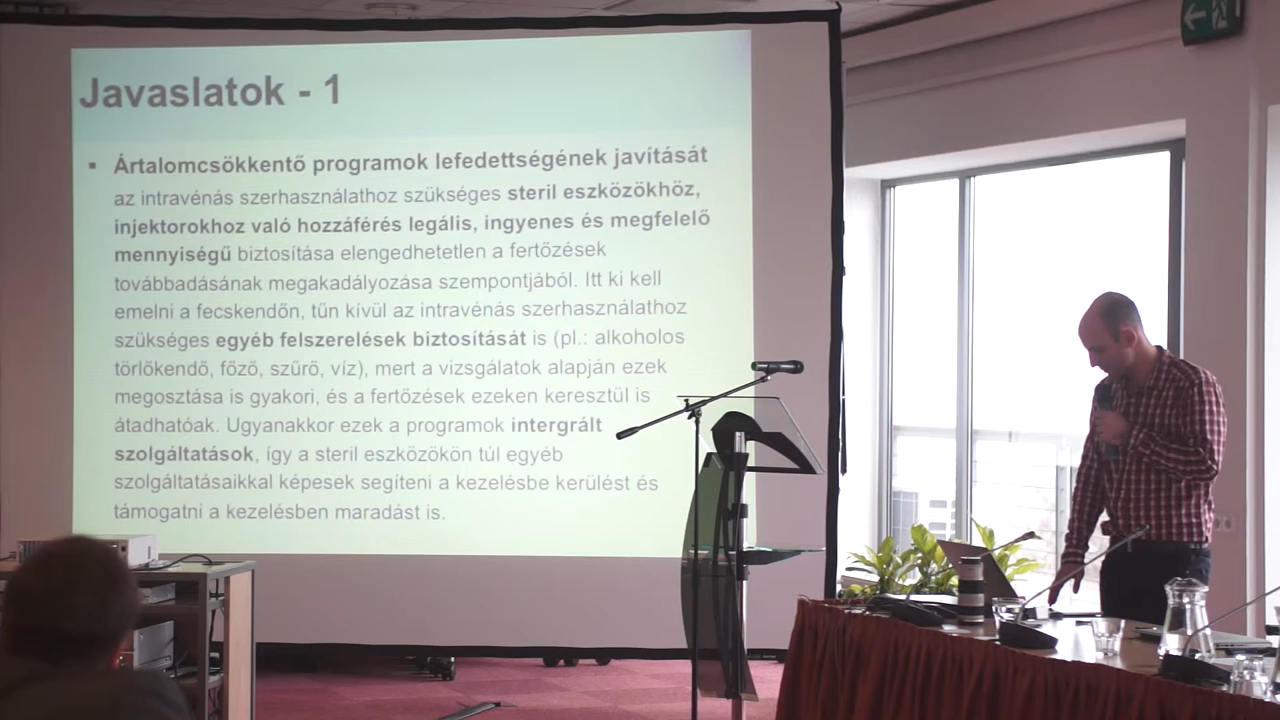 Javaslatok - 1
▪ Ártalomcsökkentő programok lefedettségének javítását
az intravénás szerhasználathoz szükséges steril eszközökhöz,
injektorokhoz való hozzáférés legális, ingyenes és megfelelő
mennyiségű biztosítása elengedhetetlen a fertőzések
továbbadásának megakadályozása szempontjából. Itt ki kell
emelni a fecskendőn, tűn kívül az intravénás szerhasználathoz
szükséges egyéb felszerelések biztosítását is (pl.: alkoholos
törlőkendő, főző, szűrő, víz), mert a vizsgálatok alapján ezek
megosztása is gyakori, és a fertőzések ezeken keresztül is
átadhatóak. Ugyanakkor ezek a programok intergrált
szolgáltatások, így a steril eszközökön túl egyéb
szolgáltatásaikkal képesek segíteni a kezelésbe kerülést és
támogatni a kezelésben maradást is.